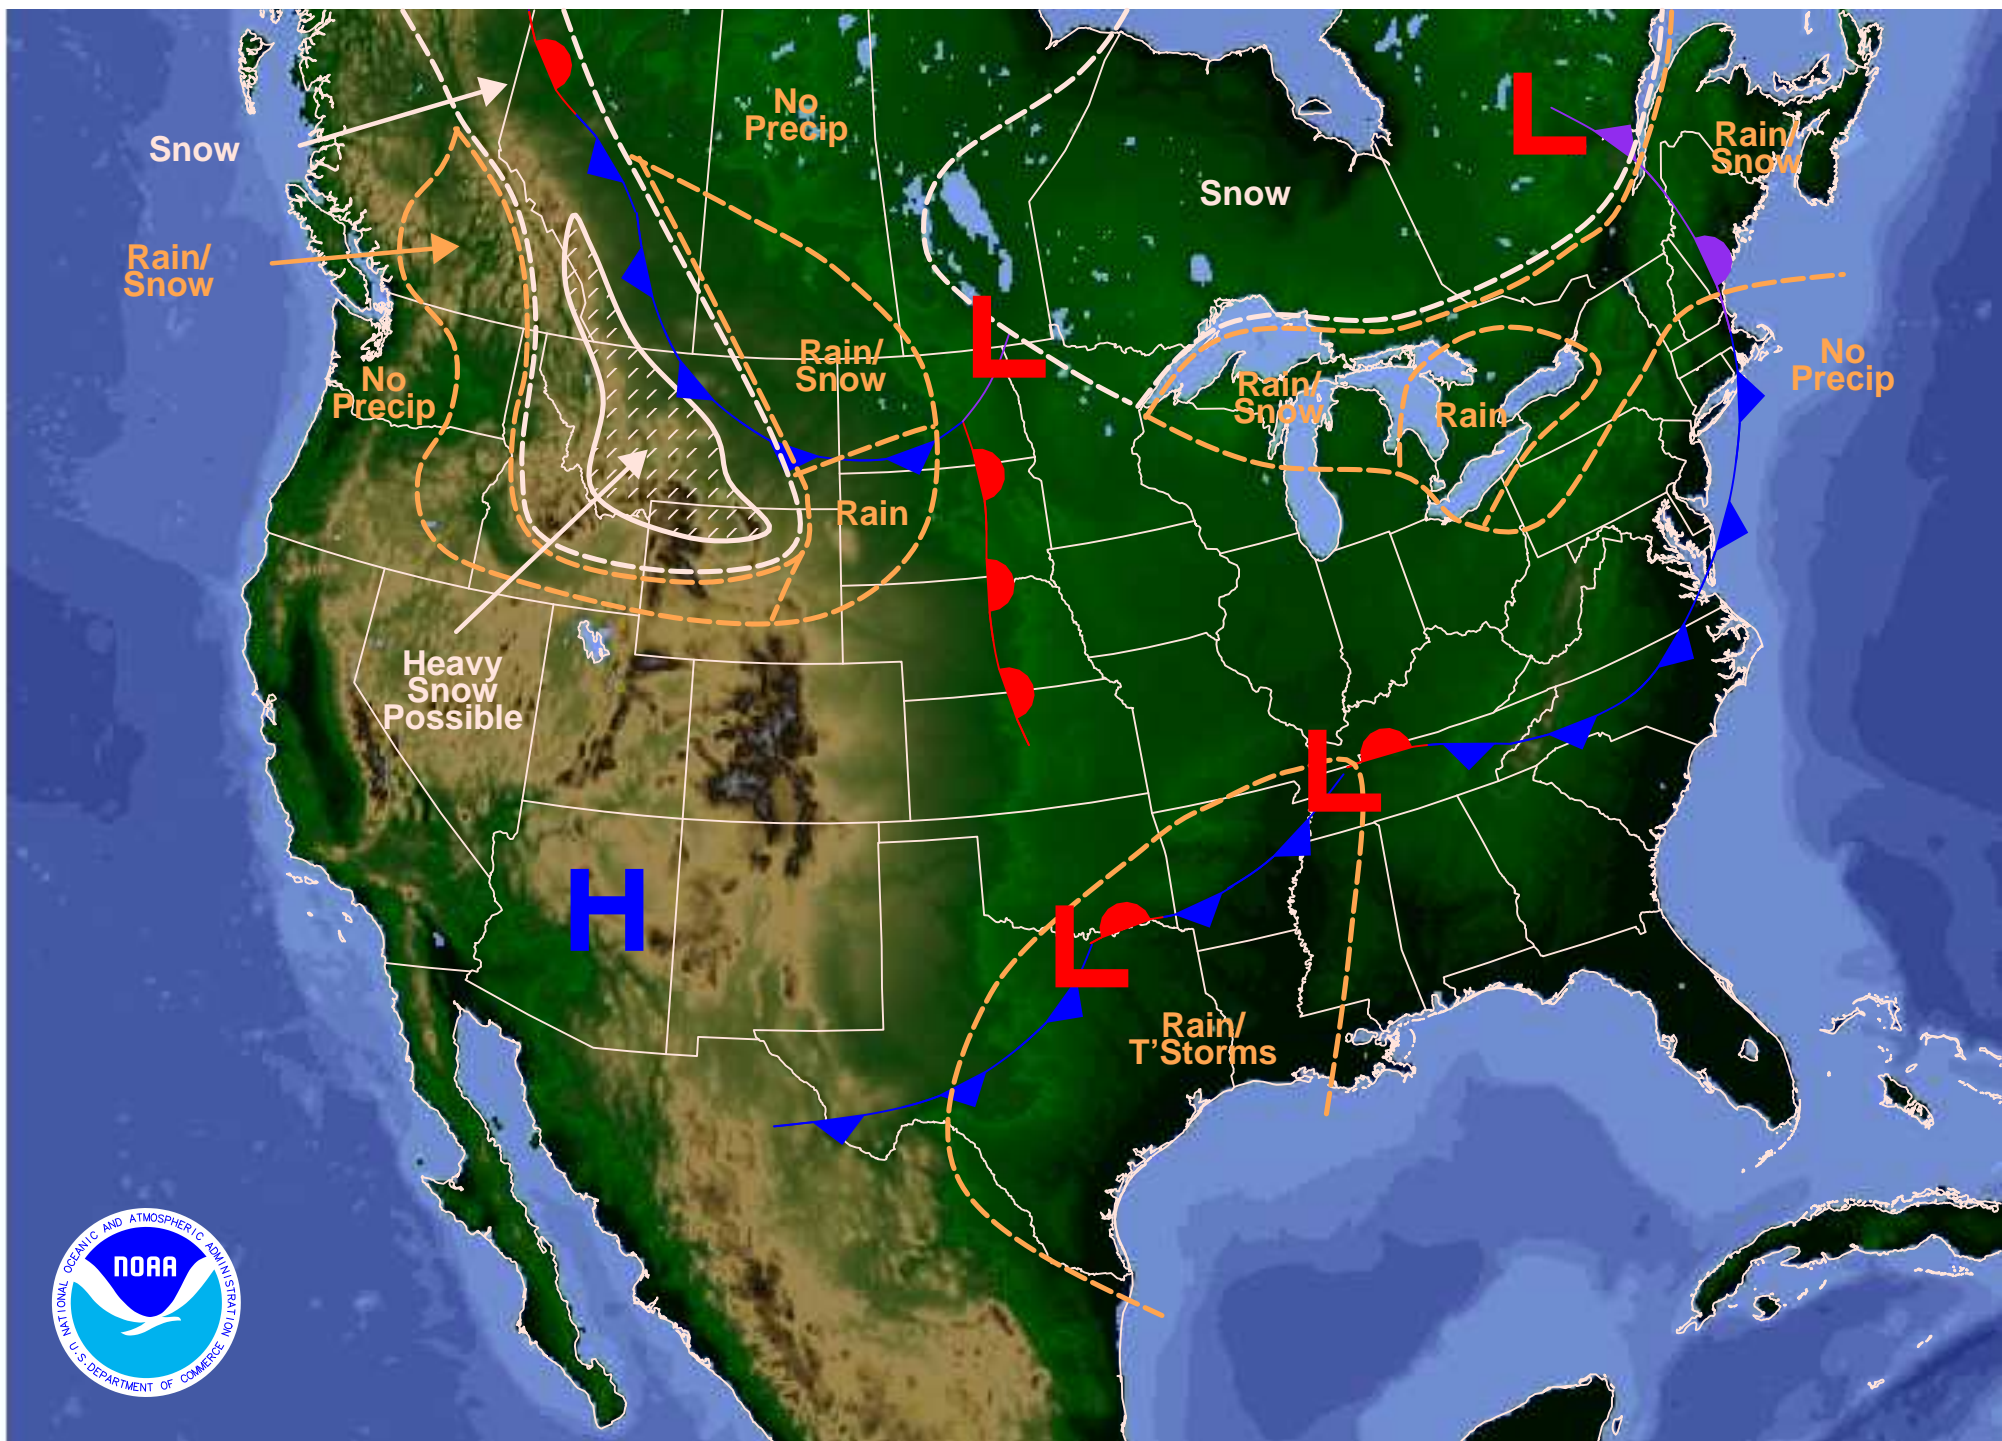 No
Precip
L
Rain/
Snow
Snow
Snow
Rain/
Snow
L
No
Precip
Rain/
Snow
No
Precip
Rain/
Snow
Rain
Rain
Heavy
Snow
Possible
L
H
L
Rain/
T'Storms
NATIONAL OCEANIC AND ATMOSPHERIC ADMINISTRATION
NOAA
U.S. DEPARTMENT OF COMMERCE